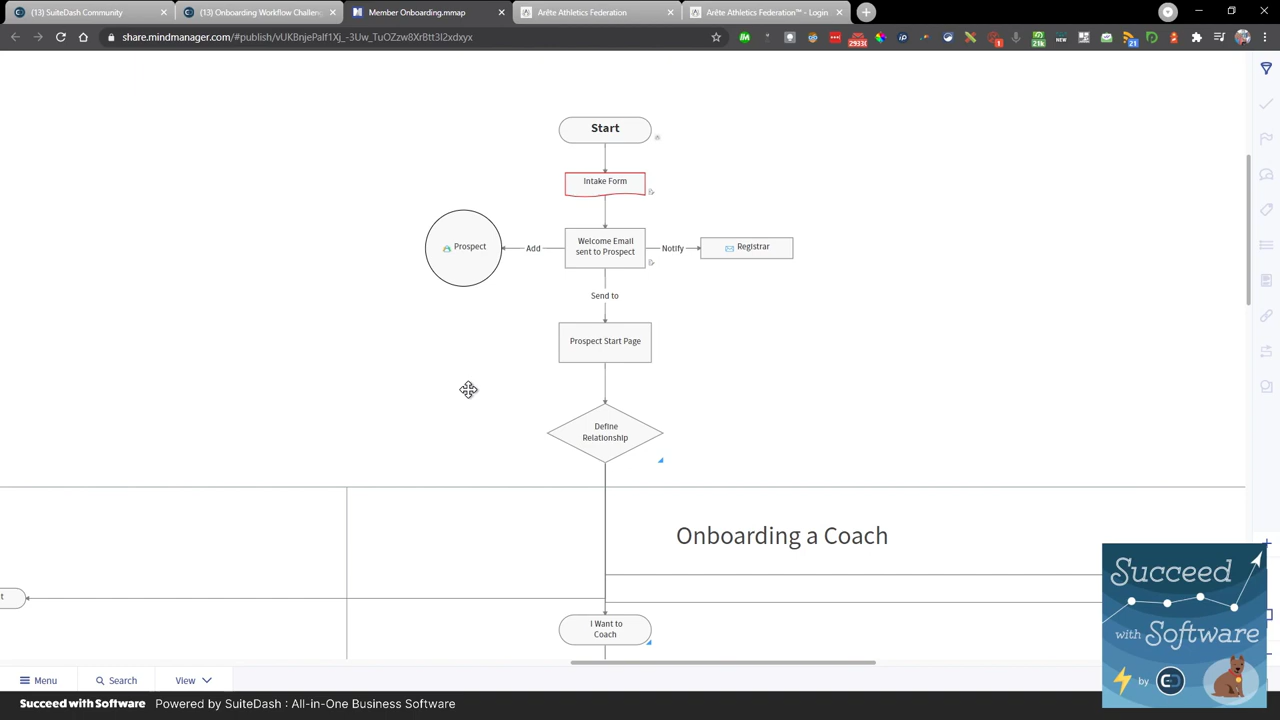 (13) SuiteDash Community
(13) Onboarding Workflow Challeng
Member Onboarding.mmap
Arête Athletics Federation
Arête Athletics Federation™ - Login
share.mindmanager.com/#publish/vUK8njePaIf1Xj_-3Uw_TuOZzw8Xr8tt3I2xdxyx
Start
Intake Form
Prospect
Add
Welcome Email
sent to Prospect
Notify
Registrar
Send to
Prospect Start Page
Define
Relationship
Onboarding a Coach
t
I Want to
Coach
Succeed
with Software
by
Menu
Search
View
Succeed with Software Powered by SuiteDash : All-in-One Business Software